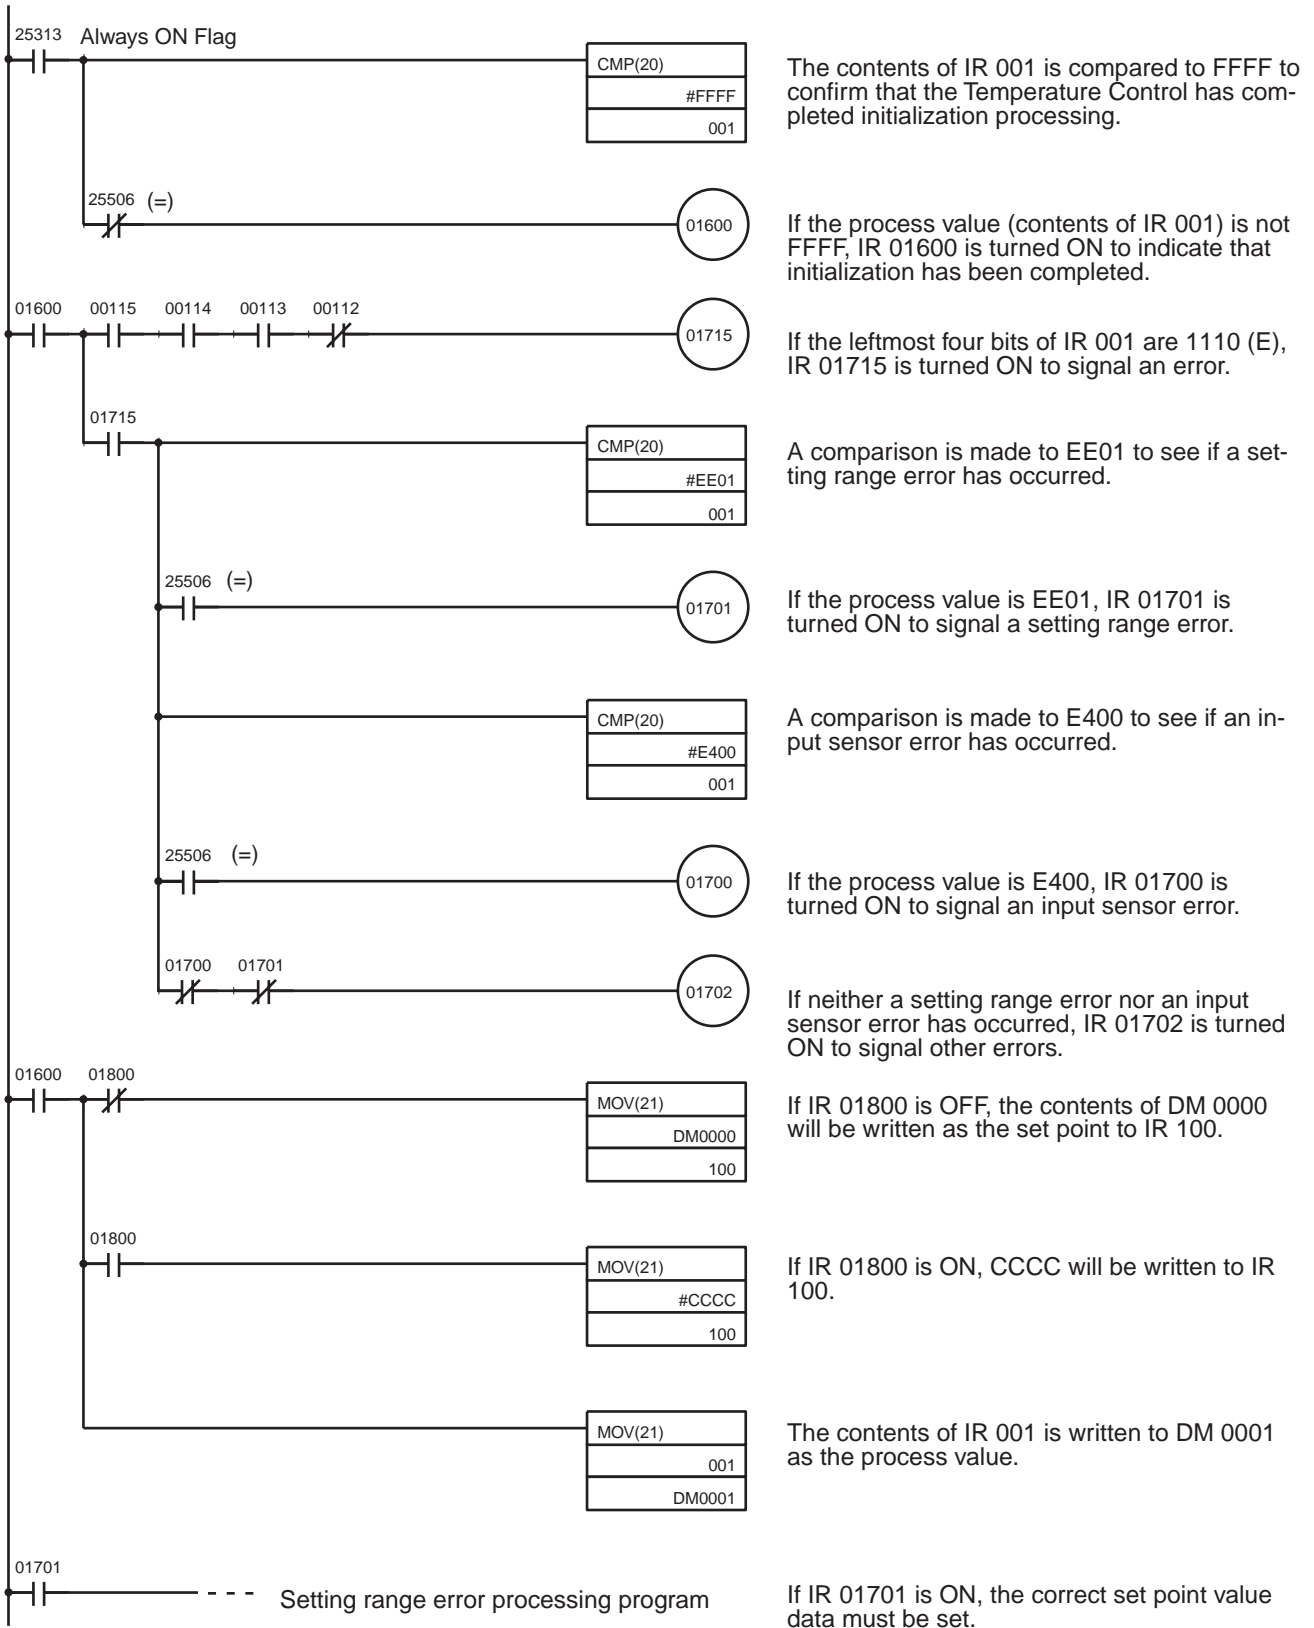 25313 Always ON Flag
CMP(20)
#FFFF
001
The contents of IR 001 is compared to FFFF to
confirm that the Temperature Control has com-
pleted initialization processing.
25506 (=)
01600
If the process value (contents of IR 001) is not
FFFF, IR 01600 is turned ON to indicate that
initialization has been completed.
01600 00115 00114 00113 00112
01715
If the leftmost four bits of IR 001 are 1110 (E),
IR 01715 is turned ON to signal an error.
01715
CMP(20)
#EE01
001
A comparison is made to EE01 to see if a set-
ting range error has occurred.
25506 (=)
01701
If the process value is EE01, IR 01701 is
turned ON to signal a setting range error.
CMP(20)
#E400
001
A comparison is made to E400 to see if an in-
put sensor error has occurred.
25506 (=)
01700
If the process value is E400, IR 01700 is
turned ON to signal an input sensor error.
01700 01701
01702
If neither a setting range error nor an input
sensor error has occurred, IR 01702 is turned
ON to signal other errors.
01600 01800
MOV(21)
DM0000
100
If IR 01800 is OFF, the contents of DM 0000
will be written as the set point to IR 100.
01800
MOV(21)
#CCCC
100
If IR 01800 is ON, CCCC will be written to IR
100.
MOV(21)
001
DM0001
The contents of IR 001 is written to DM 0001
as the process value.
01701
Setting range error processing program
If IR 01701 is ON, the correct set point value
data must be set.